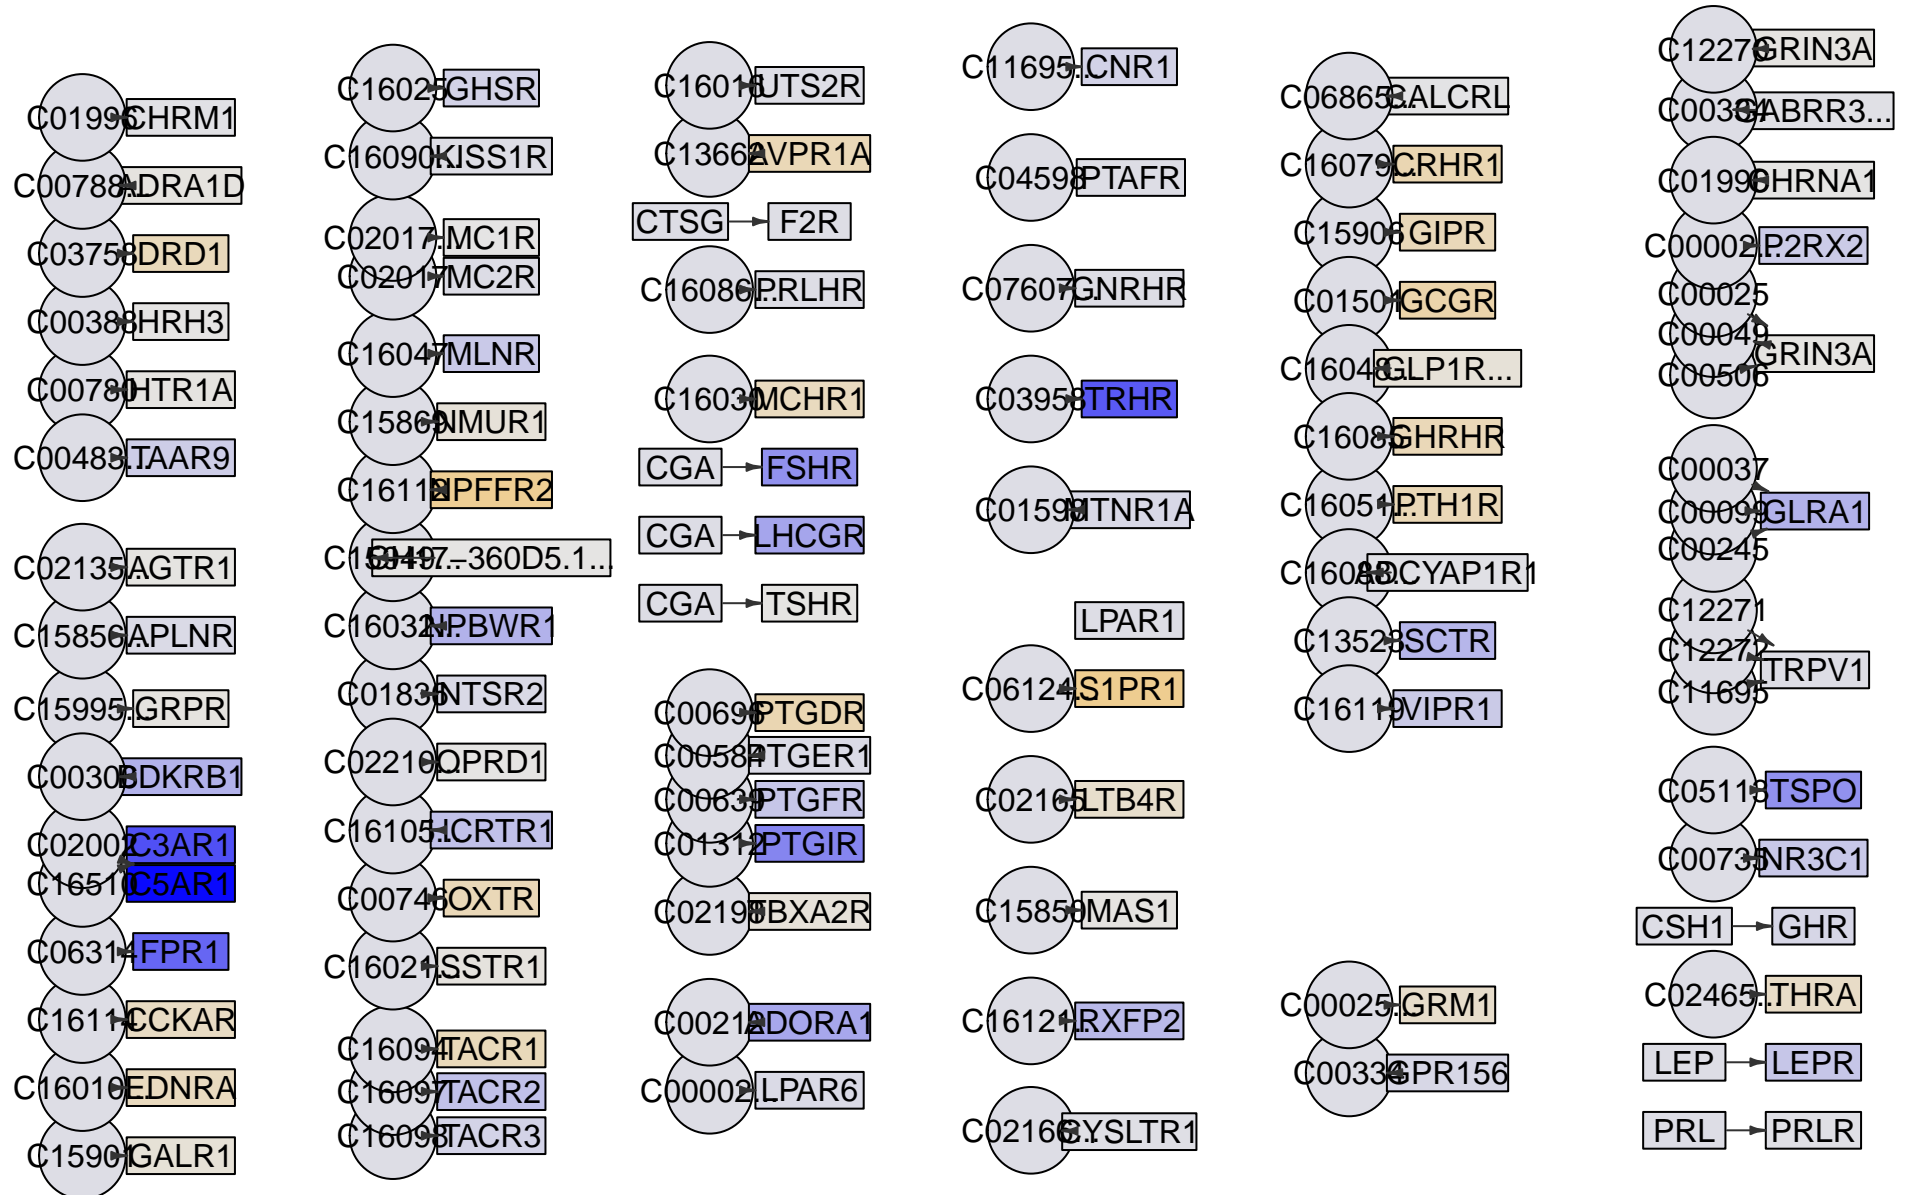 C01996 CHRM1
C00788... ADRA1D
C03758 DRD1
C00388 HRH3
C00780 HTR1A
C00483... TAAR9
C02135... AGTR1
C15856... APLNR
C15995... GRPR
C00306 BDKRB1
C02002 C3AR1
C16510 C5AR1
C06314 FPR1
C16114 CCKAR
C16010... EDNRA
C15901 GALR1
C16025 GHSR
C16090... KISS1R
C02017... MC1R
C02017 MC2R
C16047 MLNR
C15869 NMUR1
C16118 NPFFR2
–360D5.1...
C16032... NPBWR1
C01836 NTSR2
C02210... OPRD1
C16105... HCRTR1
C00746 OXTR
C16021... SSTR1
C16094 TACR1
C16097 TACR2
C16098 TACR3
C16016 UTS2R
C13662 AVPR1A
CTSG F2R
C16086... PRLHR
C16030 MCHR1
CGA FSHR
CGA LHCGR
CGA TSHR
C00696 PTGDR
C00584 PTGER1
C00639 PTGFR
C01312 PTGIR
C02198 TBXA2R
C00212 ADORA1
C00002... LPAR6
C11695... CNR1
C04598 PTAFR
C07607... GNRHR
C03958 TRHR
C01598 MTNR1A
LPAR1
C06124... S1PR1
C02165 LTB4R
C15850 MAS1
C16121... RXFP2
C02166... CYSLTR1
C06865... CALCRL
C16079... CRHR1
C15906 GIPR
C01501 GCGR
C16048... GLP1R...
C16085 GHRHR
C16051... PTH1R
C16088... ADCYAP1R1
C13523 SCTR
C16119 VIPR1
C00025... GRM1
C00334 GPR156
C12270 GRIN3A
C00334 GABRR3...
C01996 CHRNA1
C00002... P2RX2
C00025
C00049
GRIN3A
C00506
C00037
C00099 GLRA1
C00245
C12271
C12272
TRPV1
C11695
C05113 TSPO
C00735 NR3C1
CSH1 GHR
C02465... THRA
LEP LEPR
PRL PRLR